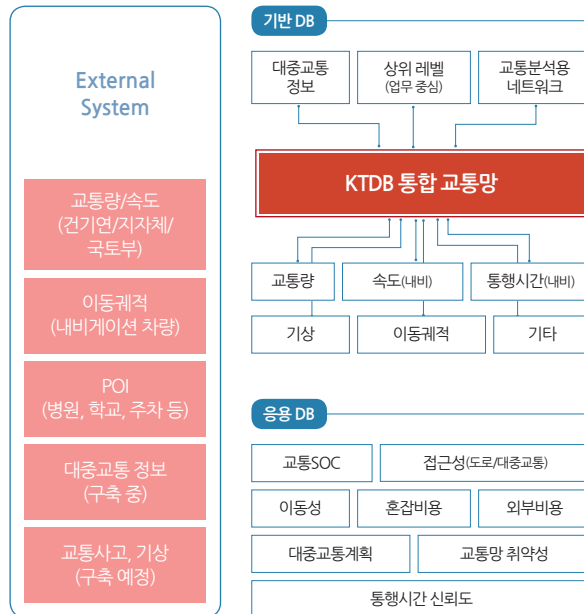 External
System
교통량/속도
(건기연/지자체/
국토부)
이동궤적
(내비게이션 차량)
POI
(병원, 학교, 주차 등)
대중교통 정보
(구축 중)
교통사고, 기상
(구축 예정)
기반 DB
대중교통
정보
상위 레벨
(업무 중심)
교통분석용
네트워크
KTDB 통합 교통망
교통량
속도(내비)
통행시간(내비)
기상
이동궤적
기타
응용 DB
교통SOC
접근성(도로/대중교통)
이동성
혼잡비용
외부비용
대중교통계획
교통망 취약성
통행시간 신뢰도